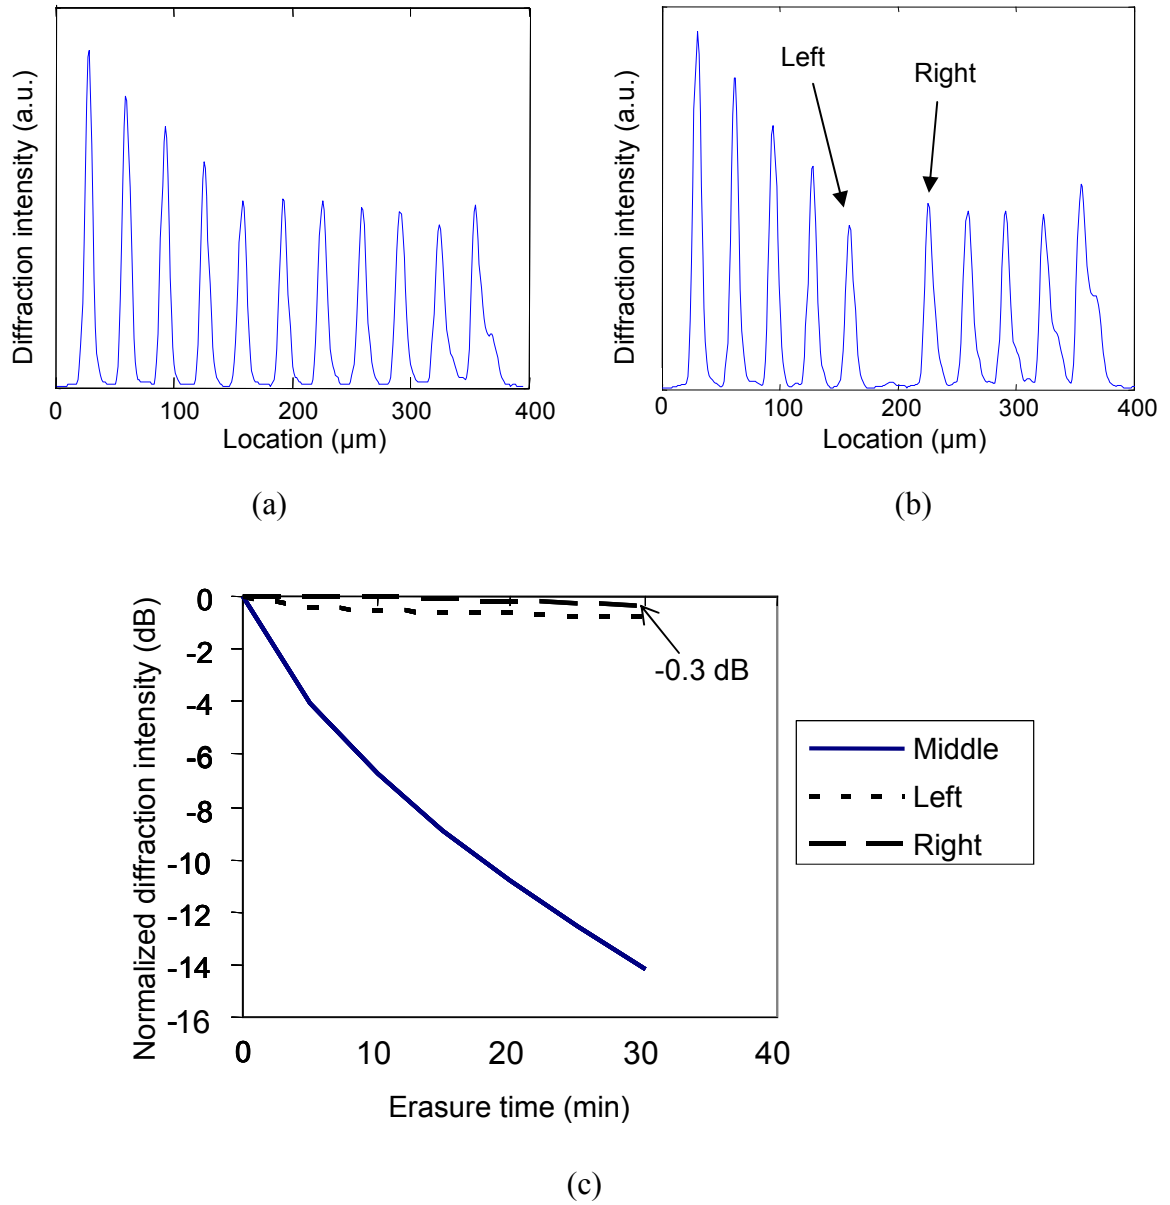 Diffraction intensity (a.u.)
0 100 200 300 400
Location (µm)
(a)
Diffraction intensity (a.u.)
Left
Right
0 100 200 300 400
Location (µm)
(b)
Normalized diffraction intensity (dB)
0
-2
-4
-6
-8
-10
-12
-14
-16
-0.3 dB
0 10 20 30 40
Erasure time (min)
Middle
Left
Right
(c)